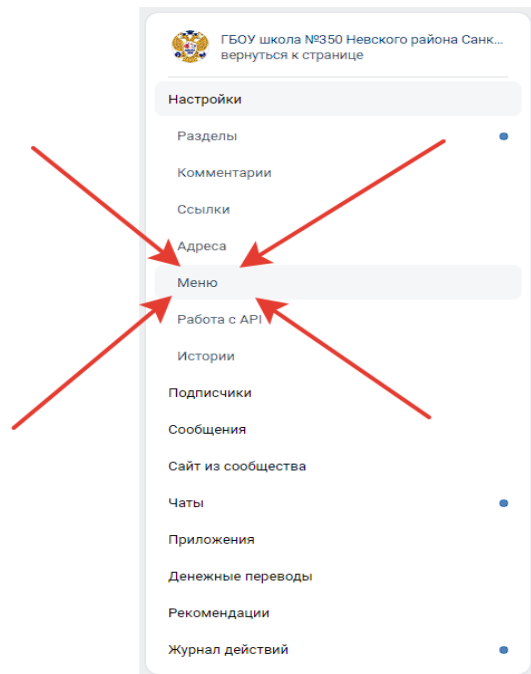 ГБОУ школа №350 Невского района Санк...
вернуться к странице
Настройки
Разделы
Комментарии
Ссылки
Адреса
Меню
Работа с API
Истории
Подписчики
Сообщения
Сайт из сообщества
Чаты
Приложения
Денежные переводы
Рекомендации
Журнал действий